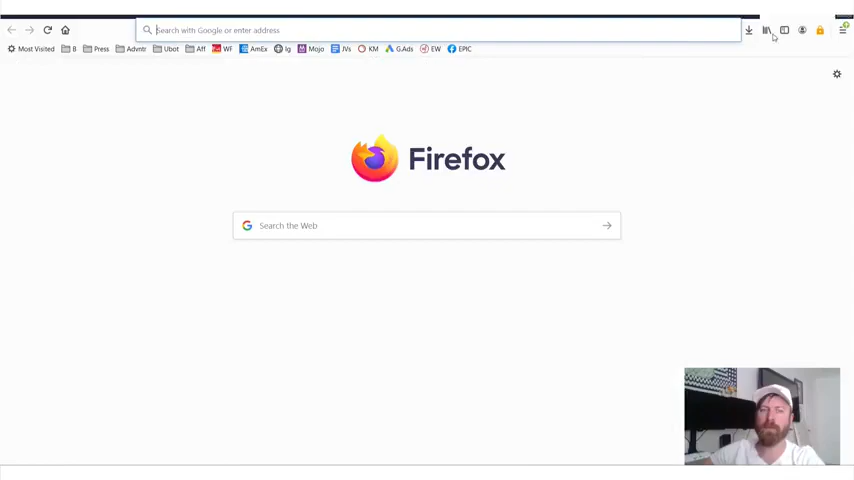 Search with Google or enter address
Most Visited B Press Advntr Ubot Aff WF AmEx Ig Mojo JVs KM G.Ads EW EPIC
Firefox
Search the Web